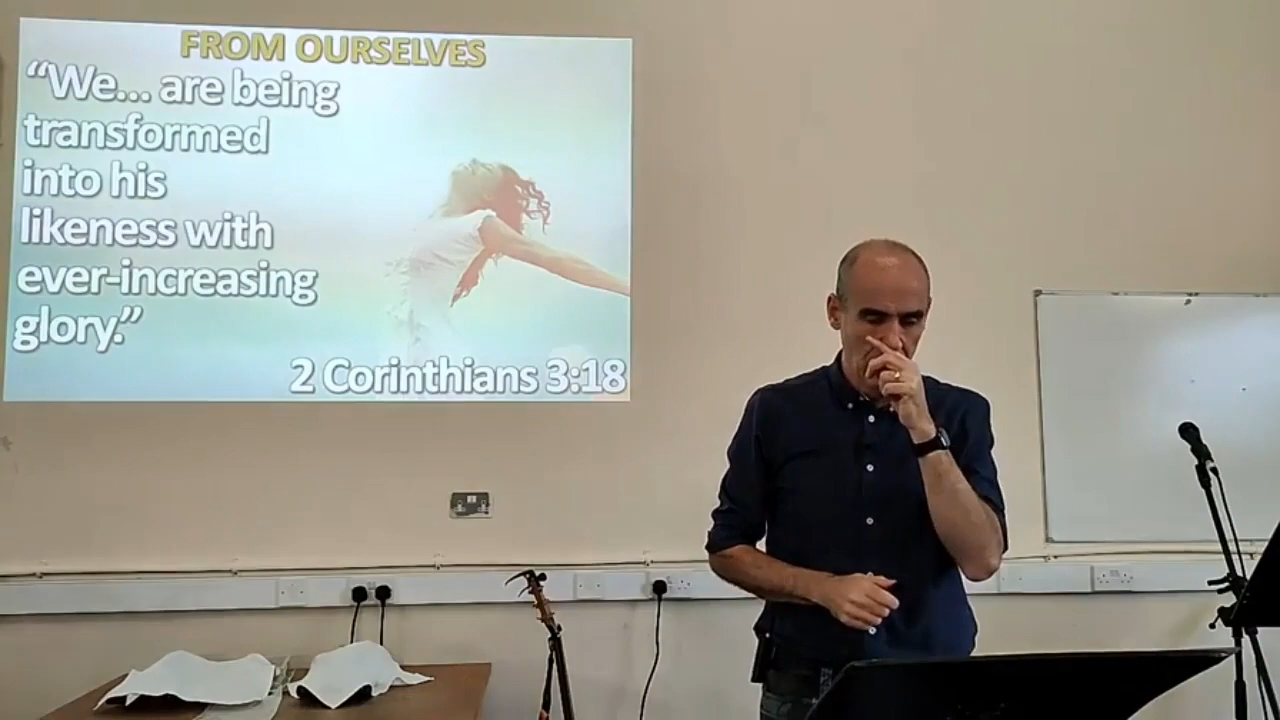 FROM OURSELVES
“We... are being
transformed
into his
likeness with
ever-increasing
glory.”
2 Corinthians 3:18